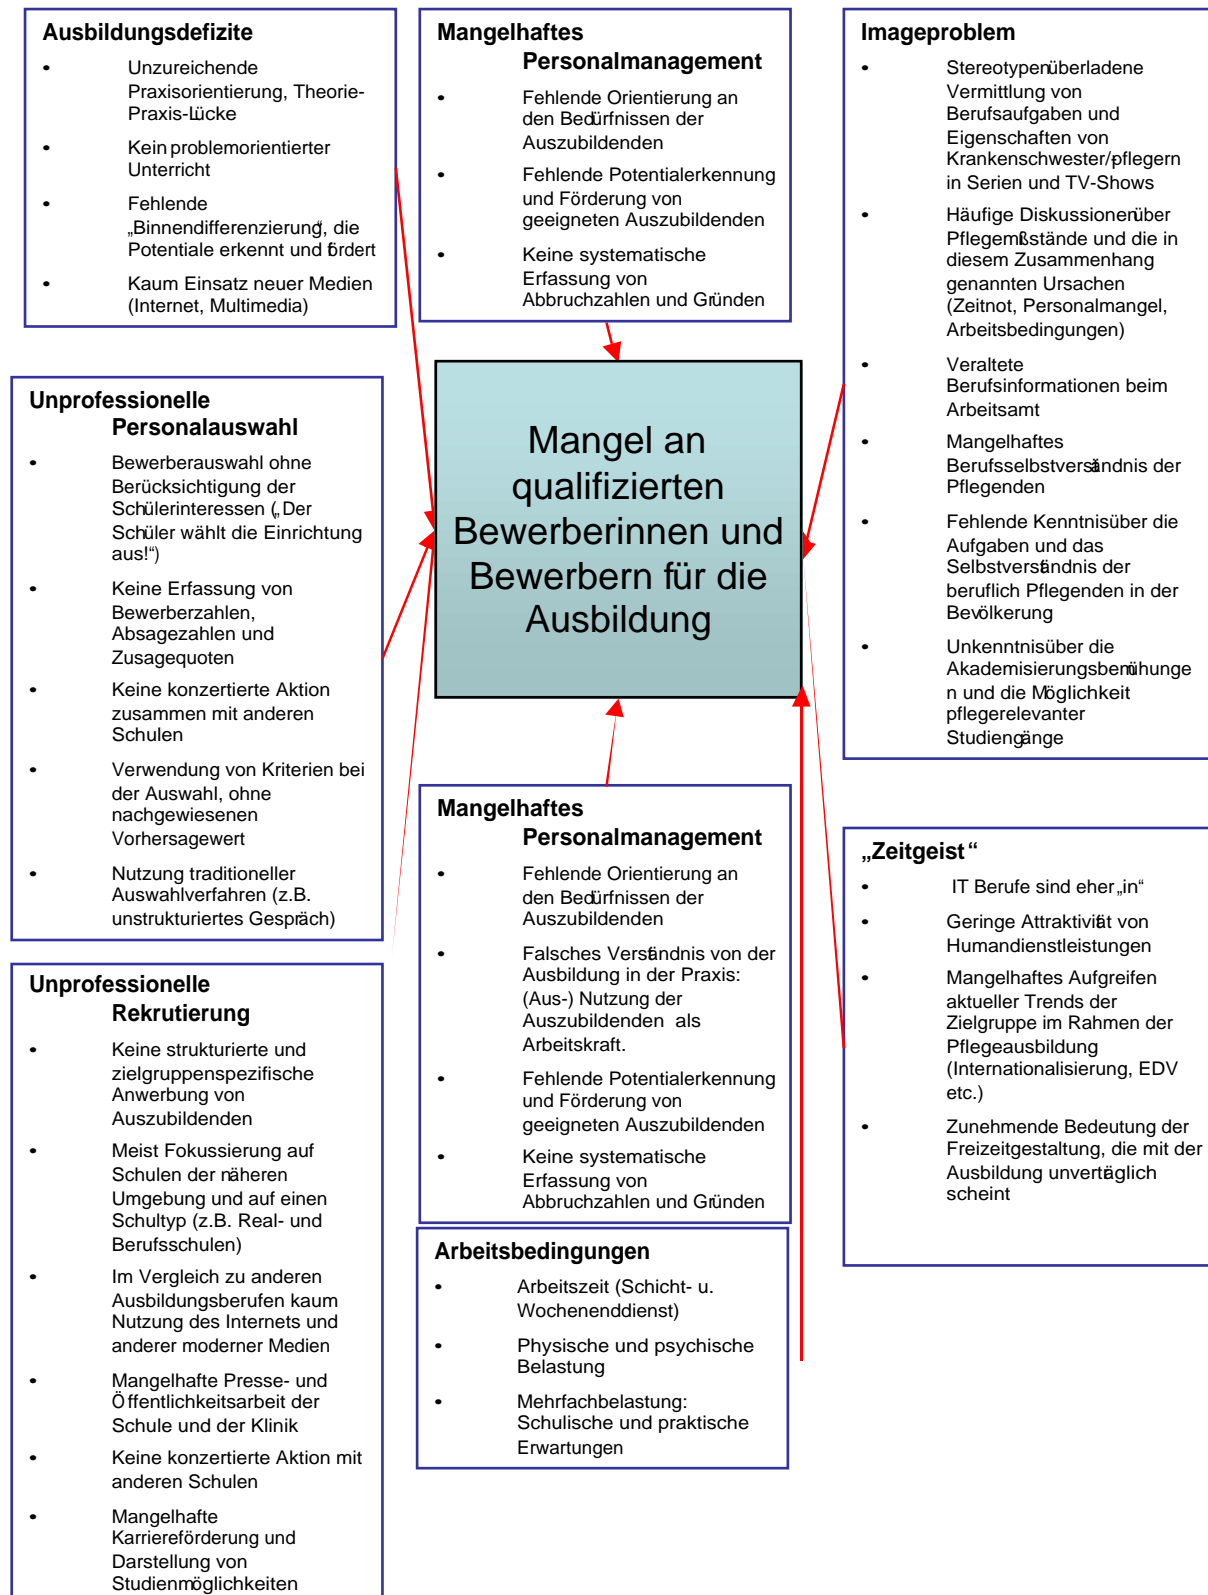 Ausbildungsdefizite
• Unzureichende
Praxisorientierung, Theorie-
Praxis-Lücke
• Kein problemorientierter
Unterricht
• Fehlende
„Binnendifferenzierung“, die
Potentiale erkennt und fördert
• Kaum Einsatz neuer Medien
(Internet, Multimedia)
Mangelhaftes
Personalmanagement
• Fehlende Orientierung an
den Bedürfnissen der
Auszubildenden
• Fehlende Potentialerkennung
und Förderung von
geeigneten Auszubildenden
• Keine systematische
Erfassung von
Abbruchzahlen und Gründen
Imageproblem
• Stereotypenüberladene
Vermittlung von
Berufsaufgaben und
Eigenschaften von
Krankenschwester/-pflegern
in Serien und TV-Shows
• Häufige Diskussionen über
Pflegemißstände und die in
diesem Zusammenhang
genannten Ursachen
(Zeitnot, Personalmangel,
Arbeitsbedingungen)
• Veraltete
Berufsinformationen beim
Arbeitsamt
• Mangelhaftes
Berufsselbstverständnis der
Pflegenden
• Fehlende Kenntnis über die
Aufgaben und das
Selbstverständnis der
beruflich Pflegenden in der
Bevölkerung
• Unkenntnis über die
Akademisierungsbemühunge
n und die Möglichkeit
pflegerelevanter
Studiengänge
Unprofessionelle
Personalauswahl
• Bewerberauswahl ohne
Berücksichtigung der
Schülerinteressen („Der
Schüler wählt die Einrichtung
aus!“)
• Keine Erfassung von
Bewerberzahlen,
Absagezahlen und
Zusagequoten
• Keine konzertierte Aktion
zusammen mit anderen
Schulen
• Verwendung von Kriterien bei
der Auswahl, ohne
nachgewiesenen
Vorhersagewert
• Nutzung traditioneller
Auswahlverfahren (z.B.
unstrukturiertes Gespräch)
Mangel an
qualifizierten
Bewerberinnen und
Bewerbern für die
Ausbildung
Mangelhaftes
Personalmanagement
• Fehlende Orientierung an
den Bedürfnissen der
Auszubildenden
• Falsches Verständnis von der
Ausbildung in der Praxis:
(Aus-) Nutzung der
Auszubildenden als
Arbeitskraft.
• Fehlende Potentialerkennung
und Förderung von
geeigneten Auszubildenden
• Keine systematische
Erfassung von
Abbruchzahlen und Gründen
„Zeitgeist“
• IT Berufe sind eher „in“
• Geringe Attraktivität von
Humandienstleistungen
• Mangelhaftes Aufgreifen
aktueller Trends der
Zielgruppe im Rahmen der
Pflegeausbildung
(Internationalisierung, EDV
etc.)
• Zunehmende Bedeutung der
Freizeitgestaltung, die mit der
Ausbildung unverträglich
scheint
Unprofessionelle
Rekrutierung
• Keine strukturierte und
zielgruppenspezifische
Anwerbung von
Auszubildenden
• Meist Fokussierung auf
Schulen der näheren
Umgebung und auf einen
Schultyp (z.B. Real- und
Berufsschulen)
• Im Vergleich zu anderen
Ausbildungsberufen kaum
Nutzung des Internets und
anderer moderner Medien
• Mangelhafte Presse- und
Öffentlichkeitsarbeit der
Schule und der Klinik
• Keine konzertierte Aktion mit
anderen Schulen
• Mangelhafte
Karriereförderung und
Darstellung von
Studienmöglichkeiten
Arbeitsbedingungen
• Arbeitszeit (Schicht- u.
Wochenenddienst)
• Physische und psychische
Belastung
• Mehrfachbelastung:
Schulische und praktische
Erwartungen